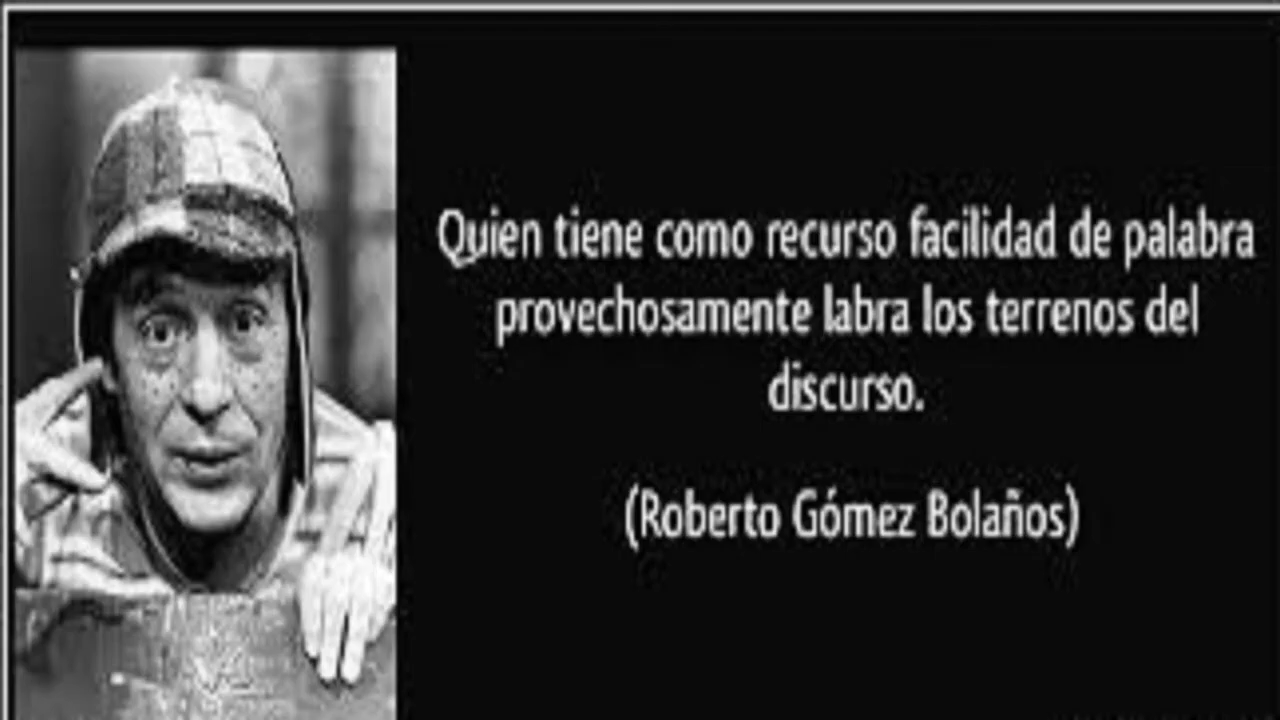 Quien tiene como recurso facilidad de palabra
provechosamente labra los terrenos del
discurso.
(Roberto Gómez Bolaños)